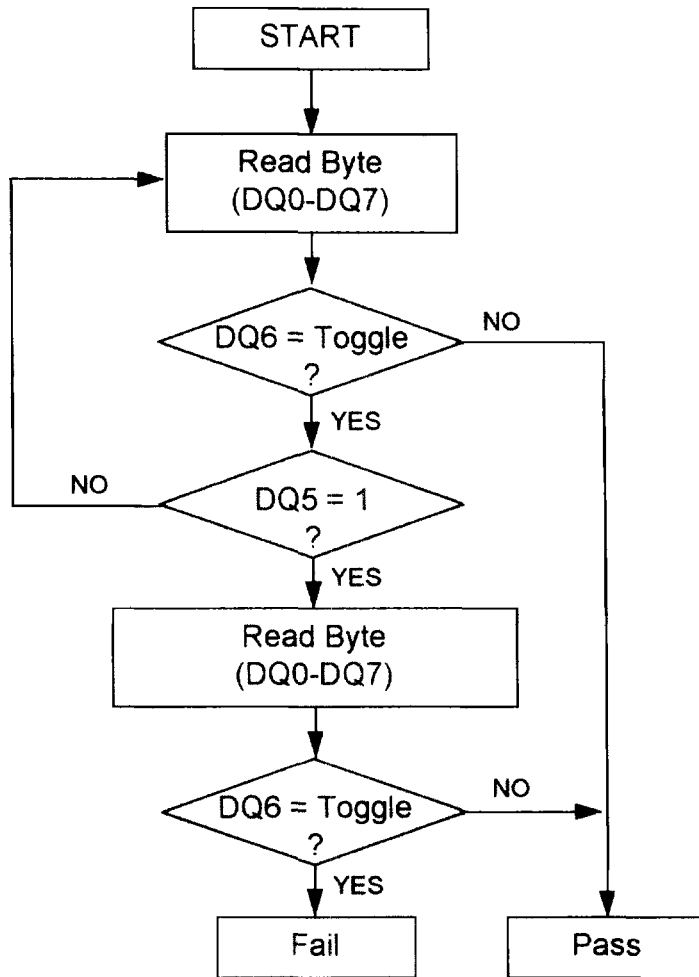 START
Read Byte
(DQ0-DQ7)
DQ6 = Toggle
?
NO
YES
DQ5 = 1
?
NO
YES
Read Byte
(DQ0-DQ7)
DQ6 = Toggle
?
NO
YES
Fail
Pass